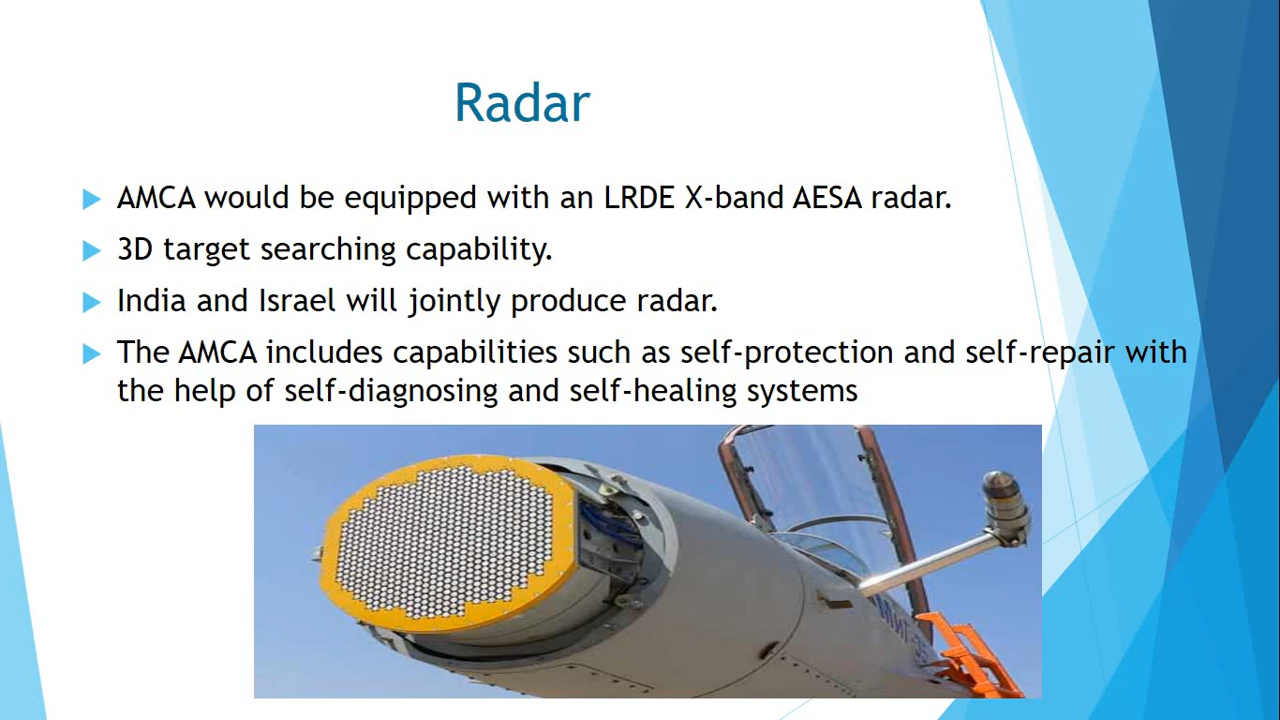 Radar
AMCA would be equipped with an LRDE X-band AESA radar.
3D target searching capability.
India and Israel will jointly produce radar.
The AMCA includes capabilities such as self-protection and self-repair with
the help of self-diagnosing and self-healing systems
МиГ-35